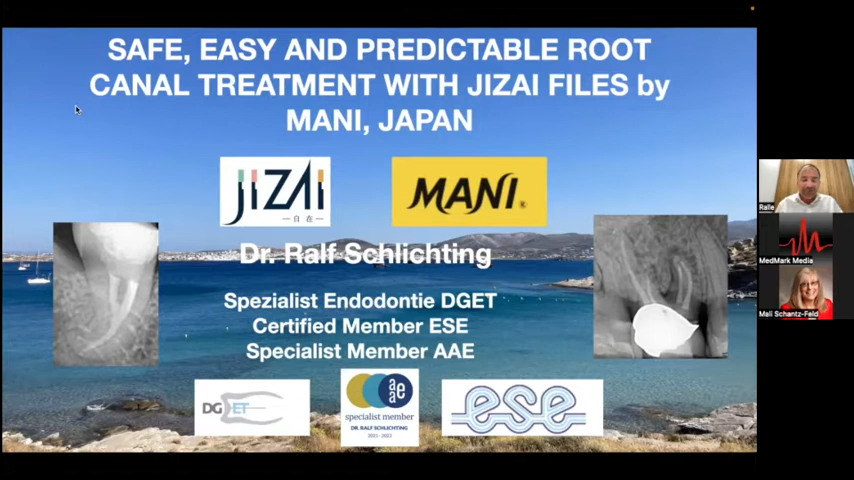 SAFE, EASY AND PREDICTABLE ROOT
CANAL TREATMENT WITH JIZAI FILES by
MANI, JAPAN
JIZAI
自在
MANI®
Dr. Ralf Schlichting
Spezialist Endodontie DGET
Certified Member ESE
Specialist Member AAE
DGET
aae
specialist member
DR. RALF SCHLICHTING
2021 - 2022
ese
Ralle
MedMark Media
Mali Schantz-Feld